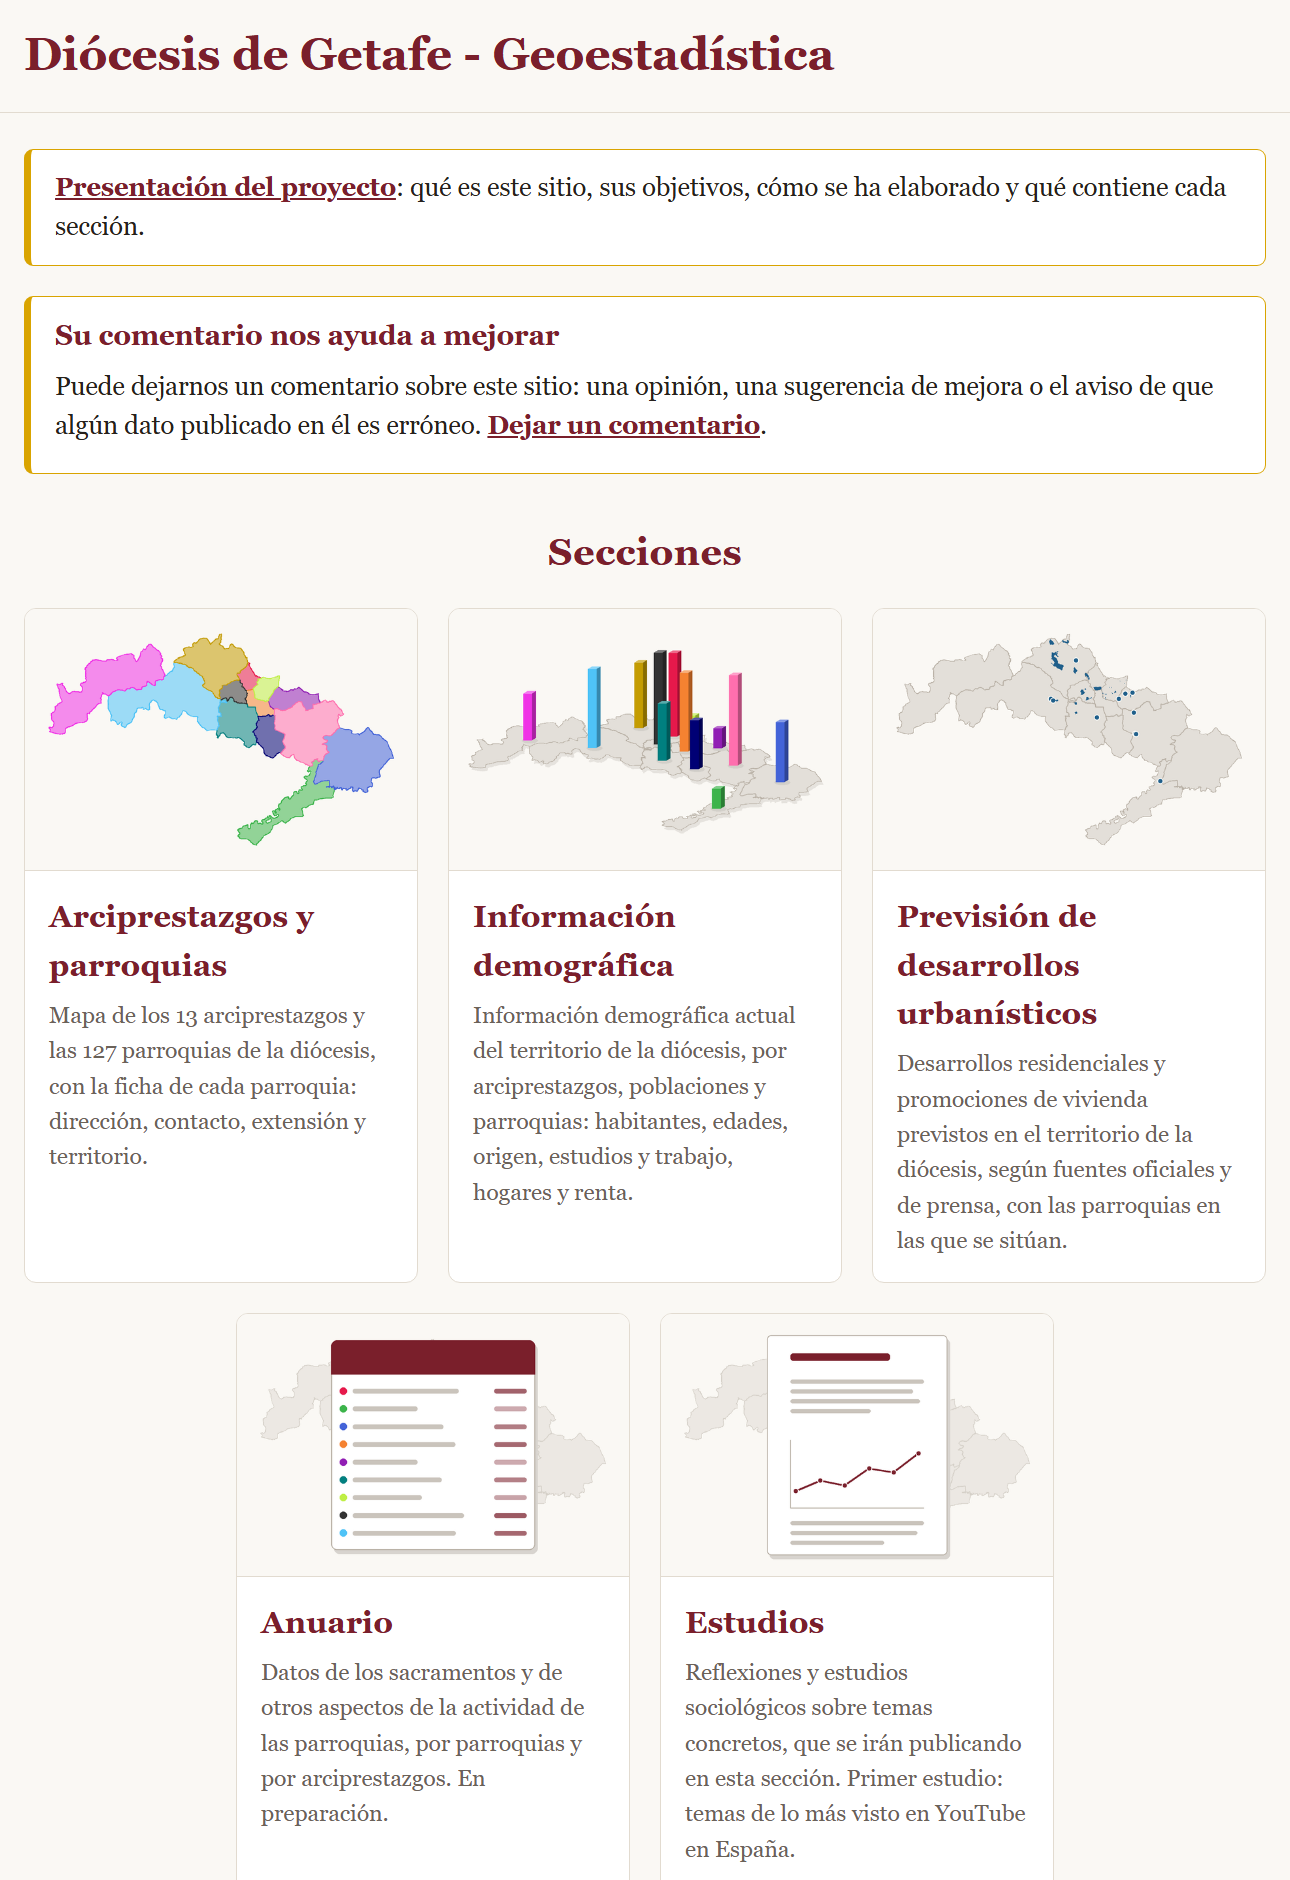 Diócesis de Getafe - Geoestadística
Presentación del proyecto: qué es este sitio, sus objetivos, cómo se ha elaborado y qué contiene cada
sección.
Su comentario nos ayuda a mejorar
Puede dejarnos un comentario sobre este sitio: una opinión, una sugerencia de mejora o el aviso de que
algún dato publicado en él es erróneo. Dejar un comentario.
Secciones
Arciprestazgos y
parroquias
Mapa de los 13 arciprestazgos y
las 127 parroquias de la diócesis,
con la ficha de cada parroquia:
dirección, contacto, extensión y
territorio.
Información
demográfica
Información demográfica actual
del territorio de la diócesis, por
arciprestazgos, poblaciones y
parroquias: habitantes, edades,
origen, estudios y trabajo,
hogares y renta.
Previsión de
desarrollos
urbanísticos
Desarrollos residenciales y
promociones de vivienda
previstos en el territorio de la
diócesis, según fuentes oficiales y
de prensa, con las parroquias en
las que se sitúan.
Anuario
Datos de los sacramentos y de
otros aspectos de la actividad de
las parroquias, por parroquias y
por arciprestazgos. En
preparación.
Estudios
Reflexiones y estudios
sociológicos sobre temas
concretos, que se irán publicando
en esta sección. Primer estudio:
temas de lo más visto en YouTube
en España.